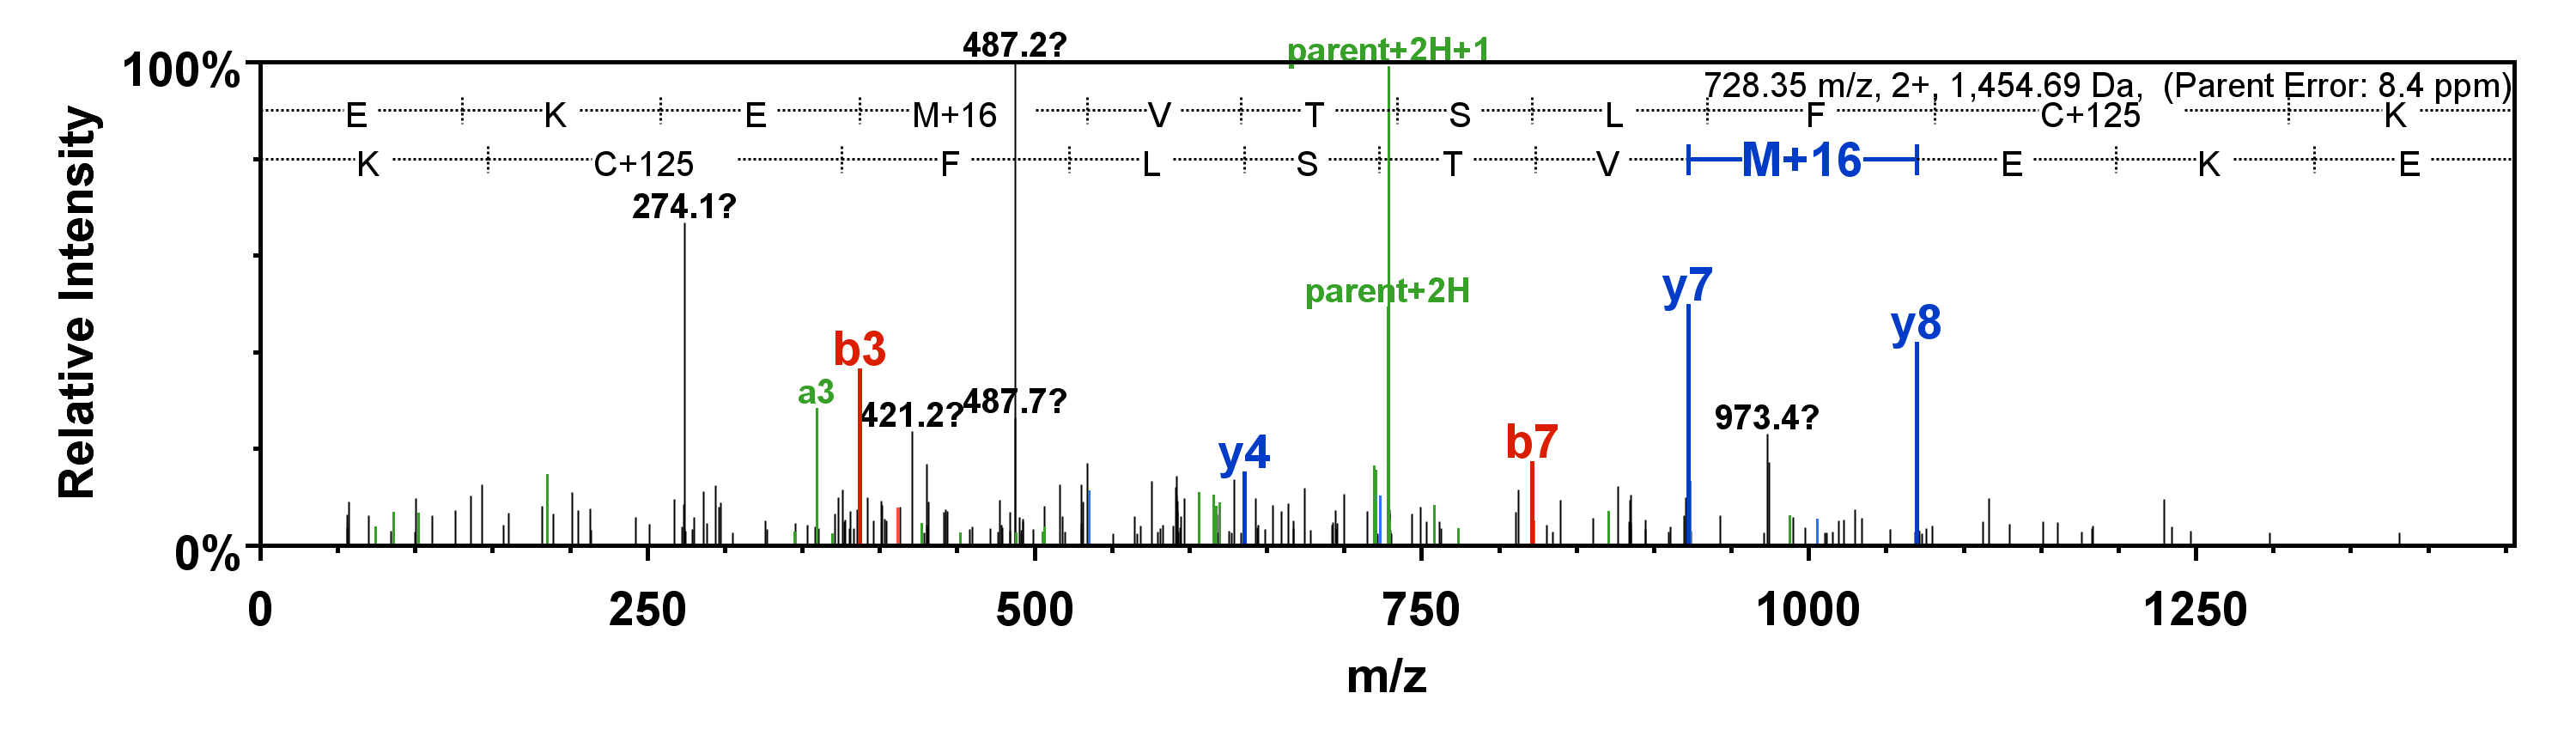 487.2?
parent+2H+1
100%
728.35 m/z, 2+, 1,454.69 Da, (Parent Error: 8.4 ppm)
E K E M+16 V T S L F C+125 K
K C+125 F L S T V M+16 E K E
274.1?
y7
parent+2H
y8
b3
a3
421.2?
487.7?
973.4?
b7
y4
Relative Intensity
0%
0 250 500 750 1000 1250
m/z